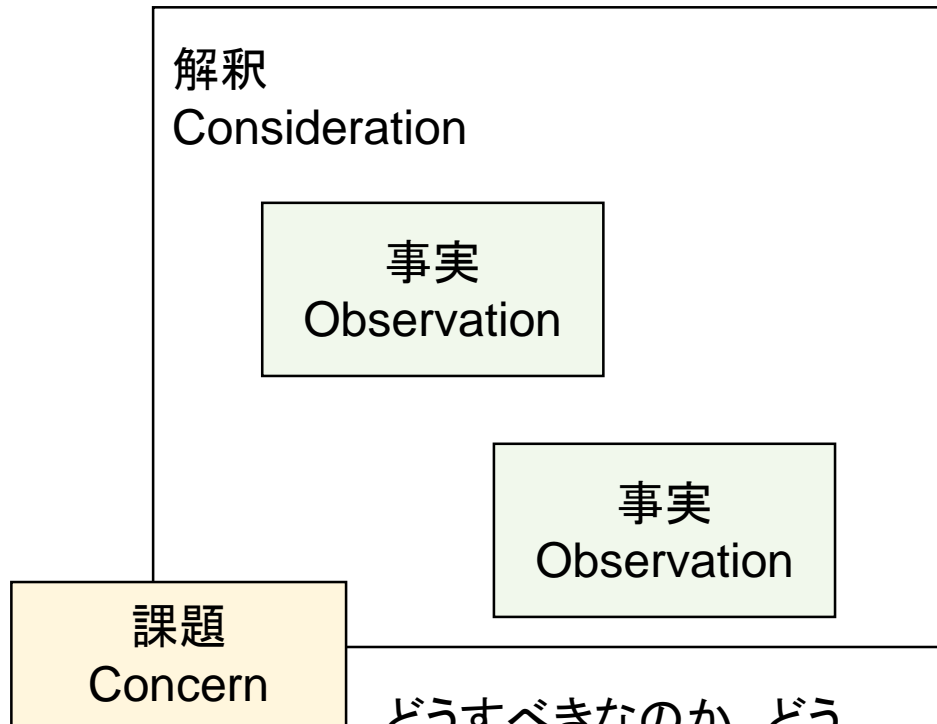 解釈
Consideration
事実
Observation
事実
Observation
課題
Concern
どうすべきなのか、どう